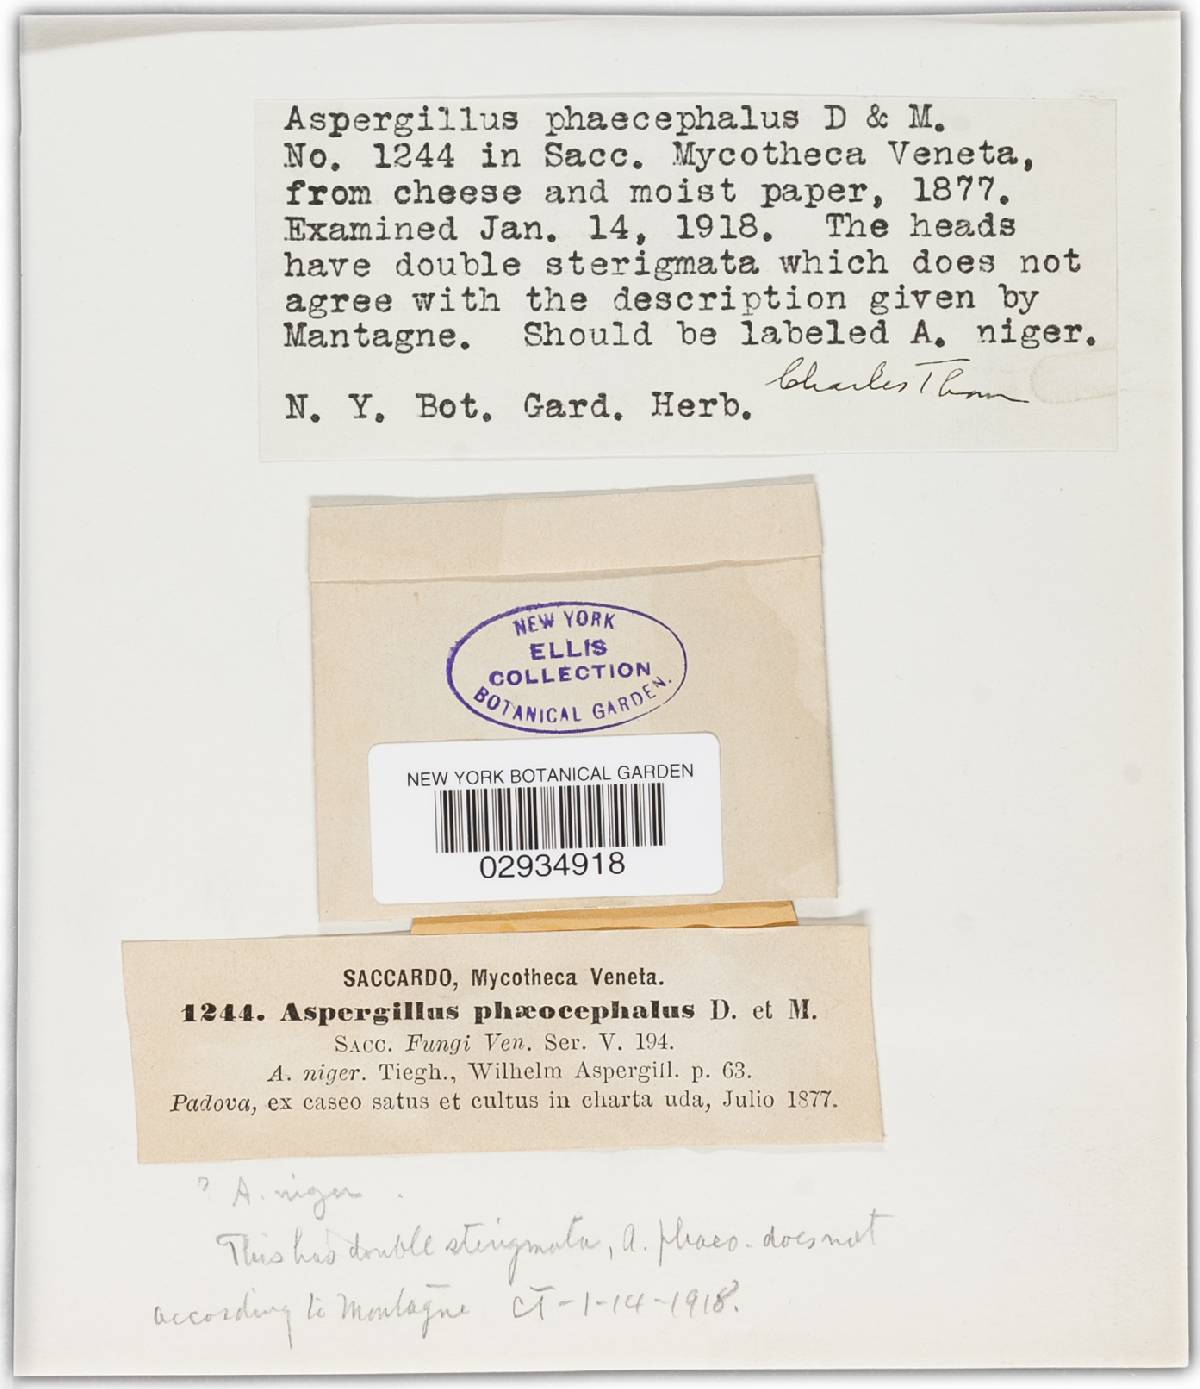 Aspergillus phaecephalus D & M.
No. 1244 in Sacc. Mycotheca Veneta,
from cheese and moist paper, 1877.
Examined Jan. 14, 1918. The heads
have double sterigmata which does not
agree with the description given by
Mantagne. Should be labeled A. niger.
Charles Thom
N. Y. Bot. Gard. Herb.
NEW YORK
ELLIS
COLLECTION
BOTANICAL GARDEN.
NEW YORK BOTANICAL GARDEN
02934918
SACCARDO, Mycotheca Veneta.
1244. Aspergillus phæocephalus D. et M.
SACC. Fungi Ven. Ser. V. 194.
A. niger. Tiegh., Wilhelm Aspergill. p. 63.
Padova, ex caseo satus et cultus in charta uda, Julio 1877.
? A. niger.
This has double sterigmata, A. phaeo. does not
according to Montagne CT-1-14-1918.